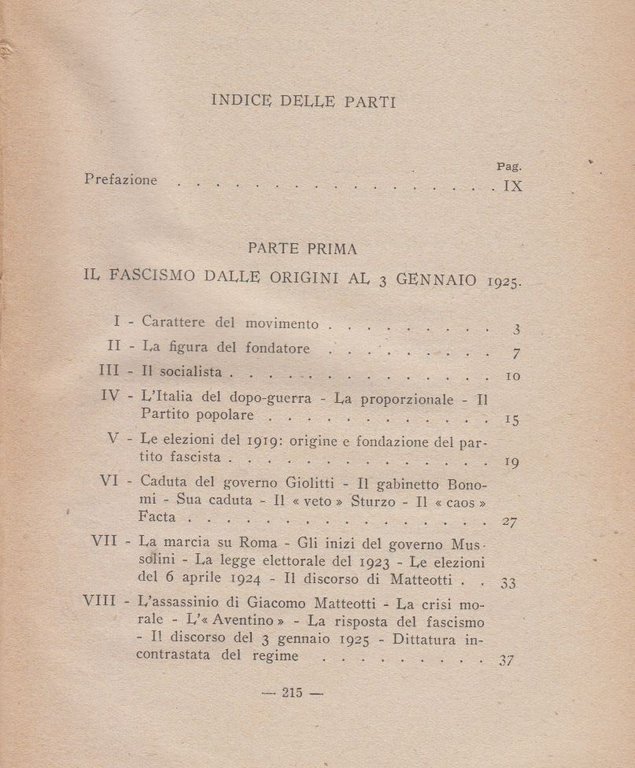 INDICE DELLE PARTI
Pag.
Prefazione . . . . . . . . . . . . . . . . . IX
PARTE PRIMA
IL FASCISMO DALLE ORIGINI AL 3 GENNAIO 1925.
I - Carattere del movimento . . . . . . . . . 3
II - La figura del fondatore . . . . . . . . . 7
III - Il socialista . . . . . . . . . . . . . . 10
IV - L'Italia del dopo-guerra - La proporzionale - Il
Partito popolare . . . . . . . . . . . . 15
V - Le elezioni del 1919: origine e fondazione del par-
tito fascista . . . . . . . . . . . . . . 19
VI - Caduta del governo Giolitti - Il gabinetto Bono-
mi - Sua caduta - Il « veto » Sturzo - Il « caos »
Facta . . . . . . . . . . . . . . . . 27
VII - La marcia su Roma - Gli inizi del governo Mus-
solini - La legge elettorale del 1923 - Le elezioni
del 6 aprile 1924 - Il discorso di Matteotti . . 33
VIII - L'assassinio di Giacomo Matteotti - La crisi mo-
rale - L'« Aventino » - La risposta del fascismo
- Il discorso del 3 gennaio 1925 - Dittatura in-
contrastata del regime . . . . . . . . . 37
— 215 —